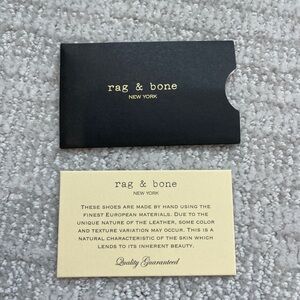 rag & bone
NEW YORK
rag & bone
NEW YORK
THESE SHOES ARE MADE BY HAND USING THE
FINEST EUROPEAN MATERIALS. DUE TO THE
UNIQUE NATURE OF THE LEATHER, SOME COLOR
AND TEXTURE VARIATION MAY OCCUR. THIS IS A
NATURAL CHARACTERISTIC OF THE SKIN WHICH
LENDS TO ITS INHERENT BEAUTY.
Quality Guaranteed